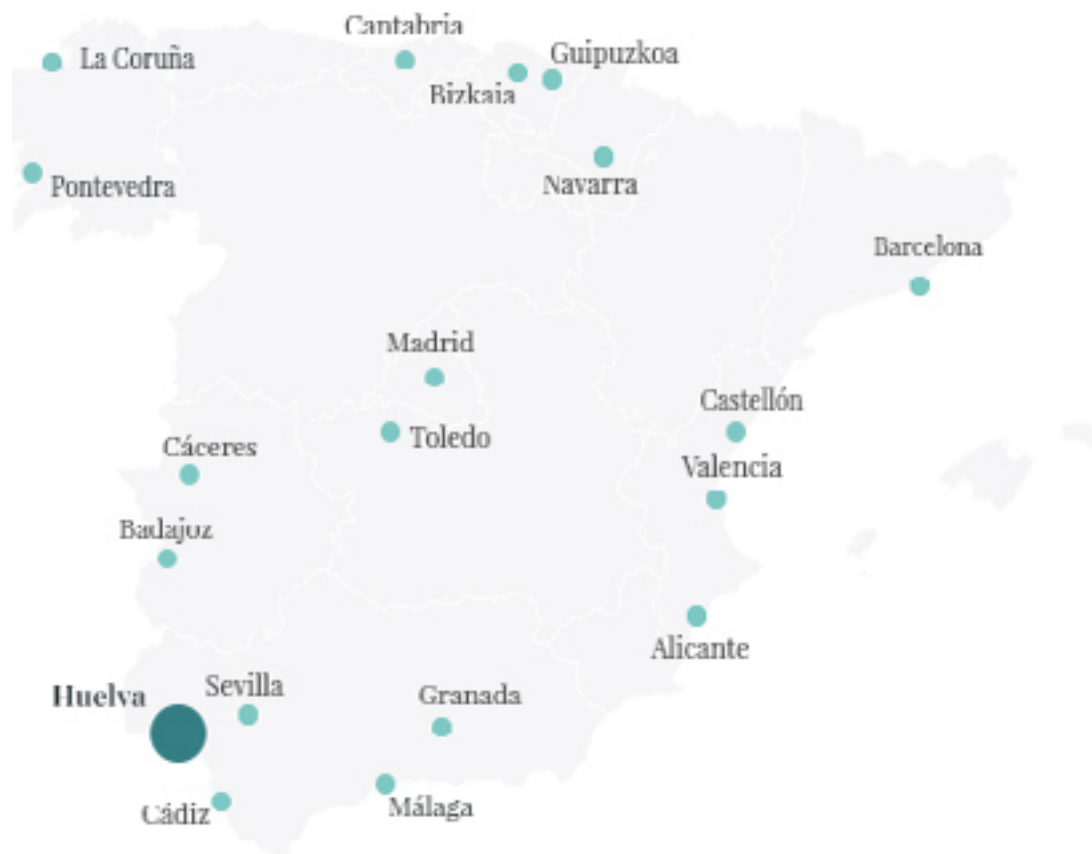 Cantabria
La Coruña
Guipuzkoa
Bizkaia
Pontevedra
Navarra
Barcelona
Madrid
Castellón
Toledo
Cáceres
Valencia
Badajoz
Alicante
Huelva
Sevilla
Granada
Cádiz
Málaga